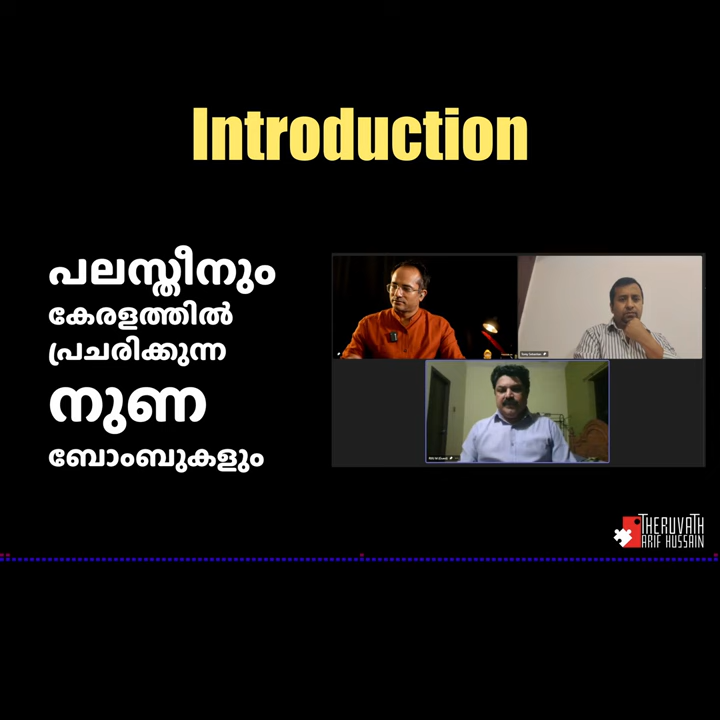 Introduction
പലസ്തീനും
കേരളത്തിൽ
പ്രചരിക്കുന്ന
നുണ
ബോംബുകളും
THERUVATH
ARIF HUSSAIN